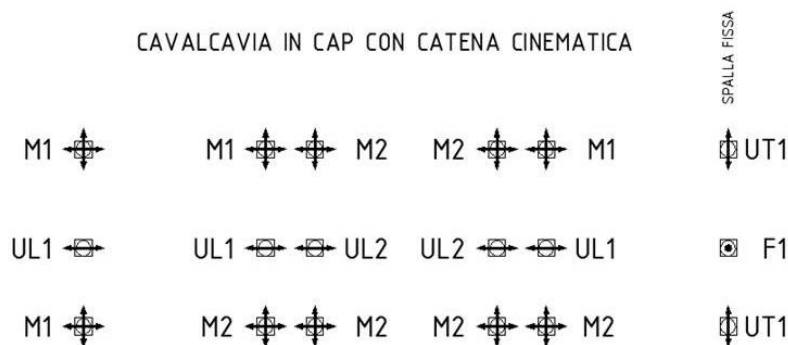 CAVALCAVIA IN CAP CON CATENA CINEMATICA
SPALLA FISSA
M1 M1 M2 M2 M1 UT1
UL1 UL1 UL2 UL2 UL1 F1
M1 M2 M2 M2 M2 UT1